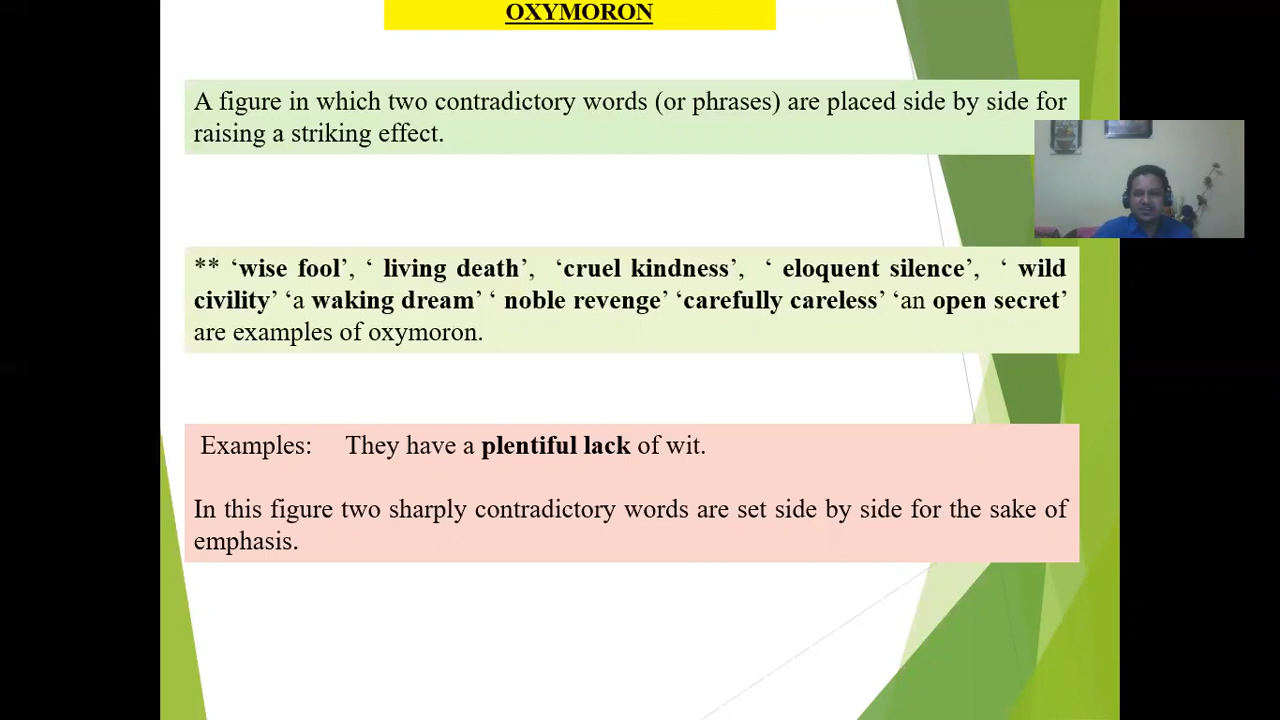 OXYMORON
A figure in which two contradictory words (or phrases) are placed side by side for
raising a striking effect.
** ‘wise fool’, ‘ living death’, ‘cruel kindness’, ‘ eloquent silence’, ‘ wild
civility’ ‘a waking dream’ ‘ noble revenge’ ‘carefully careless’ ‘an open secret’
are examples of oxymoron.
Examples: They have a plentiful lack of wit.
In this figure two sharply contradictory words are set side by side for the sake of
emphasis.